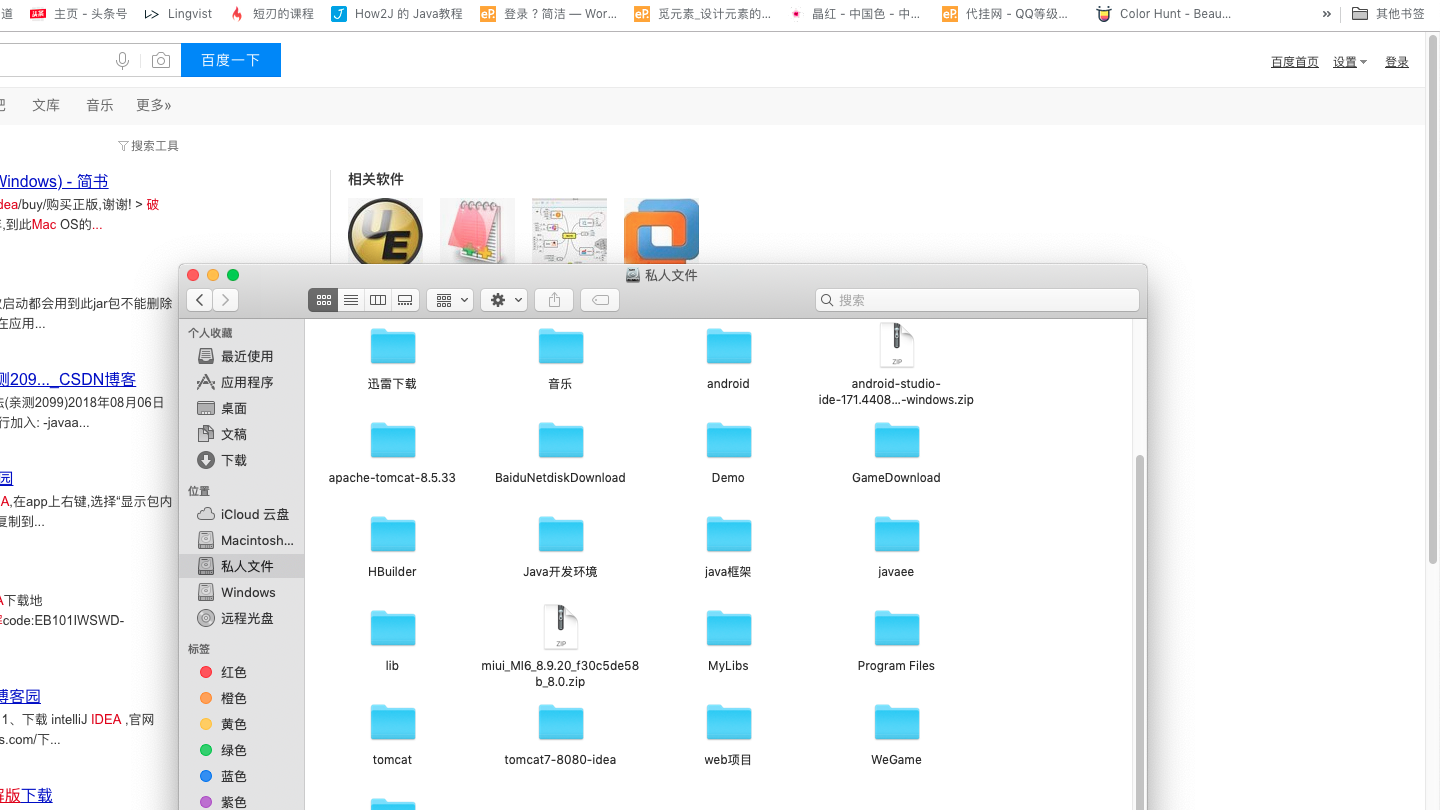 道
头条
主页 - 头条号
Lingvist
短刃的课程
How2J 的 Java教程
登录 ? 简洁 — Wor...
觅元素_设计元素的...
晶红 - 中国色 - 中...
代挂网 - QQ等级...
Color Hunt - Beau...
»
其他书签
百度一下
百度首页
设置
登录
吧
文库
音乐
更多»
搜索工具
Windows) - 简书
dea/buy/购买正版,谢谢! > 破
,到此Mac OS的...
启动都会用到此jar包不能删除
在应用...
测209..._CSDN博客
法(亲测2099)2018年08月06日
行加入: -javaa...
园
A,在app上右键,选择“显示包内
复制到...
A下载地
code:EB101IWSWD-
博客园
1、下载 intelliJ IDEA ,官网
s.com/下...
解版下载
相关软件
UE
私人文件
搜索
个人收藏
最近使用
应用程序
桌面
文稿
下载
位置
iCloud 云盘
Macintosh...
私人文件
Windows
远程光盘
标签
红色
橙色
黄色
绿色
蓝色
紫色
迅雷下载
音乐
android
ZIP
android-studio-
ide-171.4408...-windows.zip
apache-tomcat-8.5.33
BaiduNetdiskDownload
Demo
GameDownload
HBuilder
Java开发环境
java框架
javaee
lib
ZIP
miui_MI6_8.9.20_f30c5de58
b_8.0.zip
MyLibs
Program Files
tomcat
tomcat7-8080-idea
web项目
WeGame